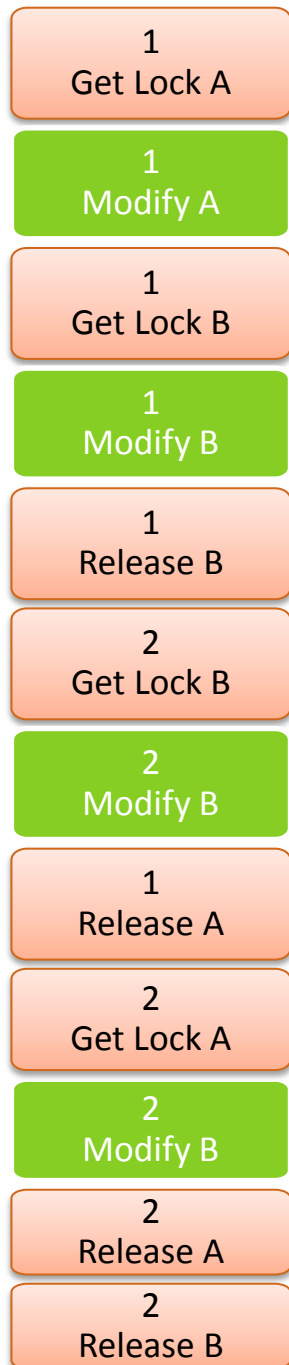 1
Get Lock A
1
Modify A
1
Get Lock B
1
Modify B
1
Release B
2
Get Lock B
2
Modify B
1
Release A
2
Get Lock A
2
Modify B
2
Release A
2
Release B